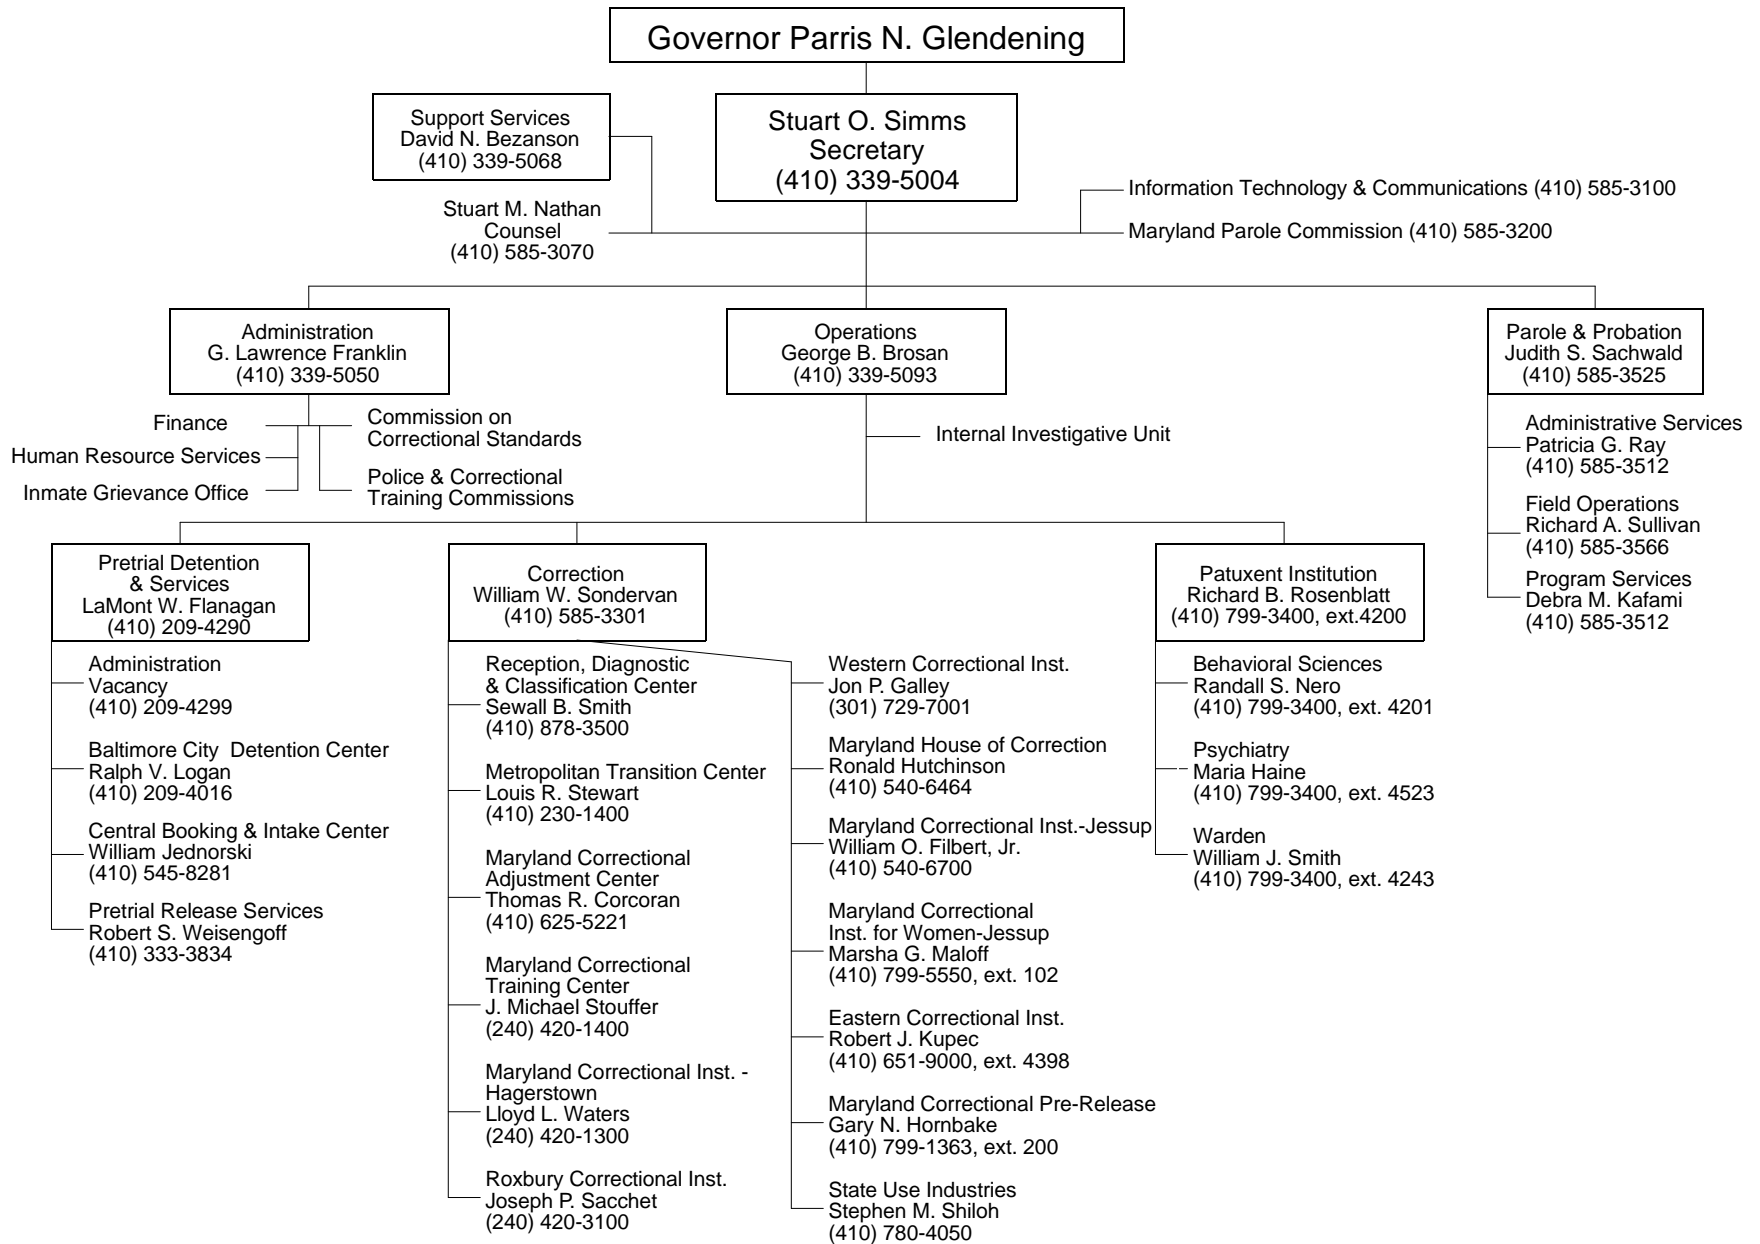 Governor Parris N. Glendening
Support Services
David N. Bezanson
(410) 339-5068
Stuart O. Simms
Secretary
(410) 339-5004
Stuart M. Nathan
Counsel
(410) 585-3070
Information Technology & Communications (410) 585-3100
Maryland Parole Commission (410) 585-3200
Administration
G. Lawrence Franklin
(410) 339-5050
Operations
George B. Brosan
(410) 339-5093
Parole & Probation
Judith S. Sachwald
(410) 585-3525
Finance
Human Resource Services
Inmate Grievance Office
Commission on
Correctional Standards
Police & Correctional
Training Commissions
Internal Investigative Unit
Administrative Services
Patricia G. Ray
(410) 585-3512
Field Operations
Richard A. Sullivan
(410) 585-3566
Program Services
Debra M. Kafami
(410) 585-3512
Pretrial Detention
& Services
LaMont W. Flanagan
(410) 209-4290
Correction
William W. Sondervan
(410) 585-3301
Patuxent Institution
Richard B. Rosenblatt
(410) 799-3400, ext.4200
Administration
Vacancy
(410) 209-4299
Baltimore City  Detention Center
Ralph V. Logan
(410) 209-4016
Central Booking & Intake Center
William Jednorski
(410) 545-8281
Pretrial Release Services
Robert S. Weisengoff
(410) 333-3834
Reception, Diagnostic
& Classification Center
Sewall B. Smith
(410) 878-3500
Metropolitan Transition Center
Louis R. Stewart
(410) 230-1400
Maryland Correctional
Adjustment Center
Thomas R. Corcoran
(410) 625-5221
Maryland Correctional
Training Center
J. Michael Stouffer
(240) 420-1400
Maryland Correctional Inst. -
Hagerstown
Lloyd L. Waters
(240) 420-1300
Roxbury Correctional Inst.
Joseph P. Sacchet
(240) 420-3100
Western Correctional Inst.
Jon P. Galley
(301) 729-7001
Maryland House of Correction
Ronald Hutchinson
(410) 540-6464
Maryland Correctional Inst.-Jessup
William O. Filbert, Jr.
(410) 540-6700
Maryland Correctional
Inst. for Women-Jessup
Marsha G. Maloff
(410) 799-5550, ext. 102
Eastern Correctional Inst.
Robert J. Kupec
(410) 651-9000, ext. 4398
Maryland Correctional Pre-Release
Gary N. Hornbake
(410) 799-1363, ext. 200
State Use Industries
Stephen M. Shiloh
(410) 780-4050
Behavioral Sciences
Randall S. Nero
(410) 799-3400, ext. 4201
Psychiatry
Maria Haine
(410) 799-3400, ext. 4523
Warden
William J. Smith
(410) 799-3400, ext. 4243